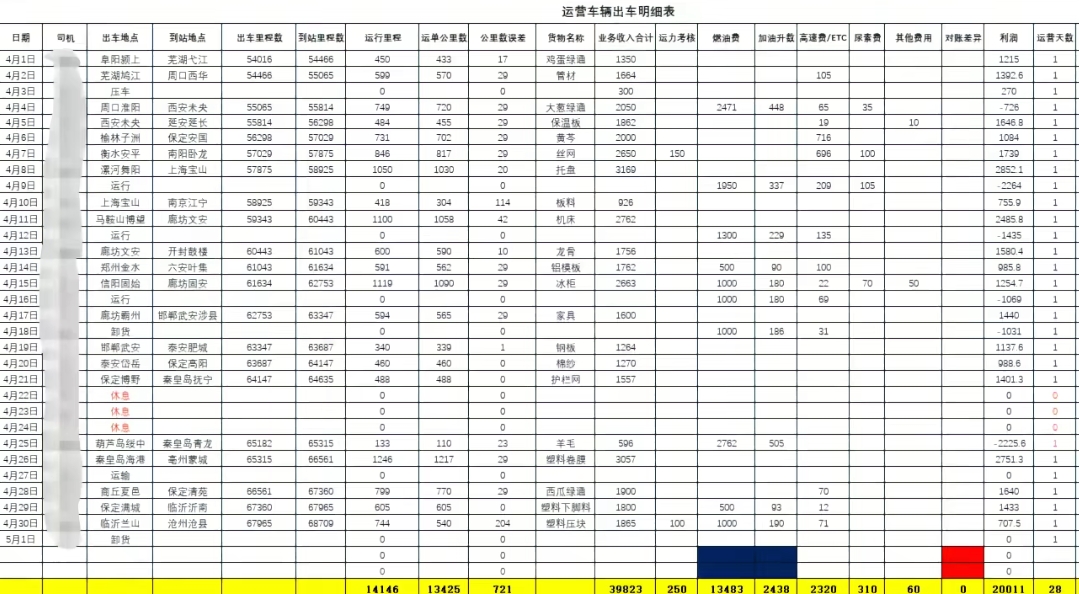 运营车辆出车明细表
日期 司机 出车地点 到站地点 出车里程数 到站里程数 运行里程 运单公里数 公里数误差 货物名称 业务收入合计 运力考核 燃油费 加油升数 高速费/ETC 尿素费 其他费用 对账差异 利润 运营天数
4月1日 阜阳颍上 芜湖弋江 54016 54466 450 433 17 鸡蛋绿通 1350 1215 1
4月2日 芜湖鸠江 周口西华 54466 55065 599 570 29 管材 1664 105 1392.6 1
4月3日 压车 0 0 300 270 1
4月4日 周口淮阳 西安未央 55065 55814 749 720 29 大葱绿通 2050 2471 448 65 35 -726 1
4月5日 西安未央 延安延长 55814 56298 484 455 29 保温板 1862 19 10 1646.8 1
4月6日 榆林子洲 保定安国 56298 57029 731 702 29 黄芩 2000 716 1084 1
4月7日 衡水安平 南阳卧龙 57029 57875 846 817 29 丝网 2650 150 696 100 1739 1
4月8日 漯河舞阳 上海宝山 57875 58925 1050 1030 20 托盘 3169 2852.1 1
4月9日 运行 0 0 1950 337 209 105 -2264 1
4月10日 上海宝山 南京江宁 58925 59343 418 304 114 板料 926 755.9 1
4月11日 马鞍山博望 廊坊文安 59343 60443 1100 1058 42 机床 2762 2485.8 1
4月12日 运行 0 0 1300 229 135 -1435 1
4月13日 廊坊文安 开封鼓楼 60443 61043 600 590 10 龙骨 1756 1580.4 1
4月14日 郑州金水 六安叶集 61043 61634 591 562 29 铝模板 1762 500 90 100 985.8 1
4月15日 信阳固始 廊坊固安 61634 62753 1119 1090 29 冰柜 2663 1000 180 22 70 50 1254.7 1
4月16日 运行 0 0 1000 180 69 -1069 1
4月17日 廊坊霸州 邯郸武安涉县 62753 63347 594 565 29 家具 1600 1440 1
4月18日 卸货 0 0 1000 186 31 -1031 1
4月19日 邯郸武安 泰安肥城 63347 63687 340 339 1 钢板 1264 1137.6 1
4月20日 泰安岱岳 保定高阳 63687 64147 460 460 0 棉纱 1270 988.6 1
4月21日 保定博野 秦皇岛抚宁 64147 64635 488 488 0 护栏网 1557 1401.3 1
4月22日 休息 0 0 0 0
4月23日 休息 0 0 0 0
4月24日 休息 0 0 0 0
4月25日 葫芦岛绥中 秦皇岛青龙 65182 65315 133 110 23 羊毛 596 2762 505 -2225.6 1
4月26日 秦皇岛海港 亳州蒙城 65315 66561 1246 1217 29 塑料卷膜 3057 2751.3 1
4月27日 运输 0 0 0 1
4月28日 商丘夏邑 保定清苑 66561 67360 799 770 29 西瓜绿通 1900 70 1640 1
4月29日 保定满城 临沂沂南 67360 67965 605 605 0 塑料下脚料 1800 500 93 12 1433 1
4月30日 临沂兰山 沧州沧县 67965 68709 744 540 204 塑料压块 1865 100 1000 190 71 707.5 1
5月1日 卸货 0 0 0 1
0 0 0
0 0 0
14146 13425 721 39823 250 13483 2438 2320 310 60 0 20011 28